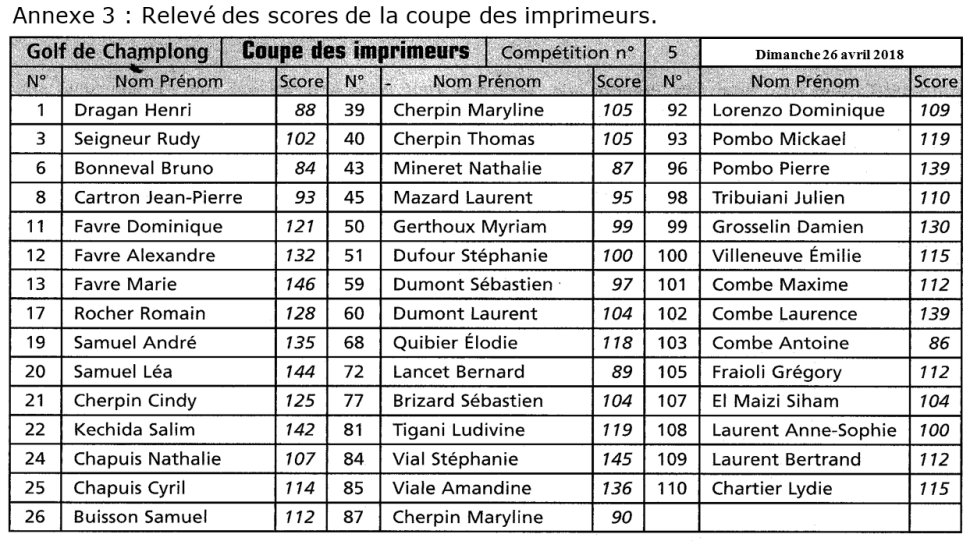 Annexe 3 : Relevé des scores de la coupe des imprimeurs.
Golf de Champlong Coupe des imprimeurs Compétition n° 5 Dimanche 26 avril 2018
N° Nom Prénom Score N° - Nom Prénom Score N° Nom Prénom Score
1 Dragan Henri 88 39 Cherpin Maryline 105 92 Lorenzo Dominique 109
3 Seigneur Rudy 102 40 Cherpin Thomas 105 93 Pombo Mickael 119
6 Bonneval Bruno 84 43 Mineret Nathalie 87 96 Pombo Pierre 139
8 Cartron Jean-Pierre 93 45 Mazard Laurent 95 98 Tribuiani Julien 110
11 Favre Dominique 121 50 Gerthoux Myriam 99 99 Grosselin Damien 130
12 Favre Alexandre 132 51 Dufour Stéphanie 100 100 Villeneuve Émilie 115
13 Favre Marie 146 59 Dumont Sébastien 97 101 Combe Maxime 112
17 Rocher Romain 128 60 Dumont Laurent 104 102 Combe Laurence 139
19 Samuel André 135 68 Quibier Élodie 118 103 Combe Antoine 86
20 Samuel Léa 144 72 Lancet Bernard 89 105 Fraioli Grégory 112
21 Cherpin Cindy 125 77 Brizard Sébastien 104 107 El Maizi Siham 104
22 Kechida Salim 142 81 Tigani Ludivine 119 108 Laurent Anne-Sophie 100
24 Chapuis Nathalie 107 84 Vial Stéphanie 145 109 Laurent Bertrand 112
25 Chapuis Cyril 114 85 Viale Amandine 136 110 Chartier Lydie 115
26 Buisson Samuel 112 87 Cherpin Maryline 90